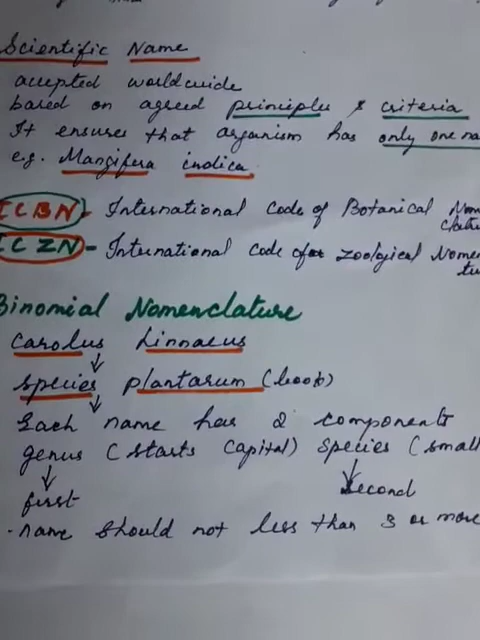 Scientific Name
accepted worldwide
based on agreed principles & criteria
It ensures that organism has only one na
e.g. Mangifera indica.
ICBN - International Code of Botanical Nom
clatu
ICZN - International Code of Zoological Nomen
tu
Binomial Nomenclature
Carolus Linnaeus
Species plantarum (book)
Each name has 2 components
genus (starts Capital) Species (small
first second
. name should not less than 3 or more